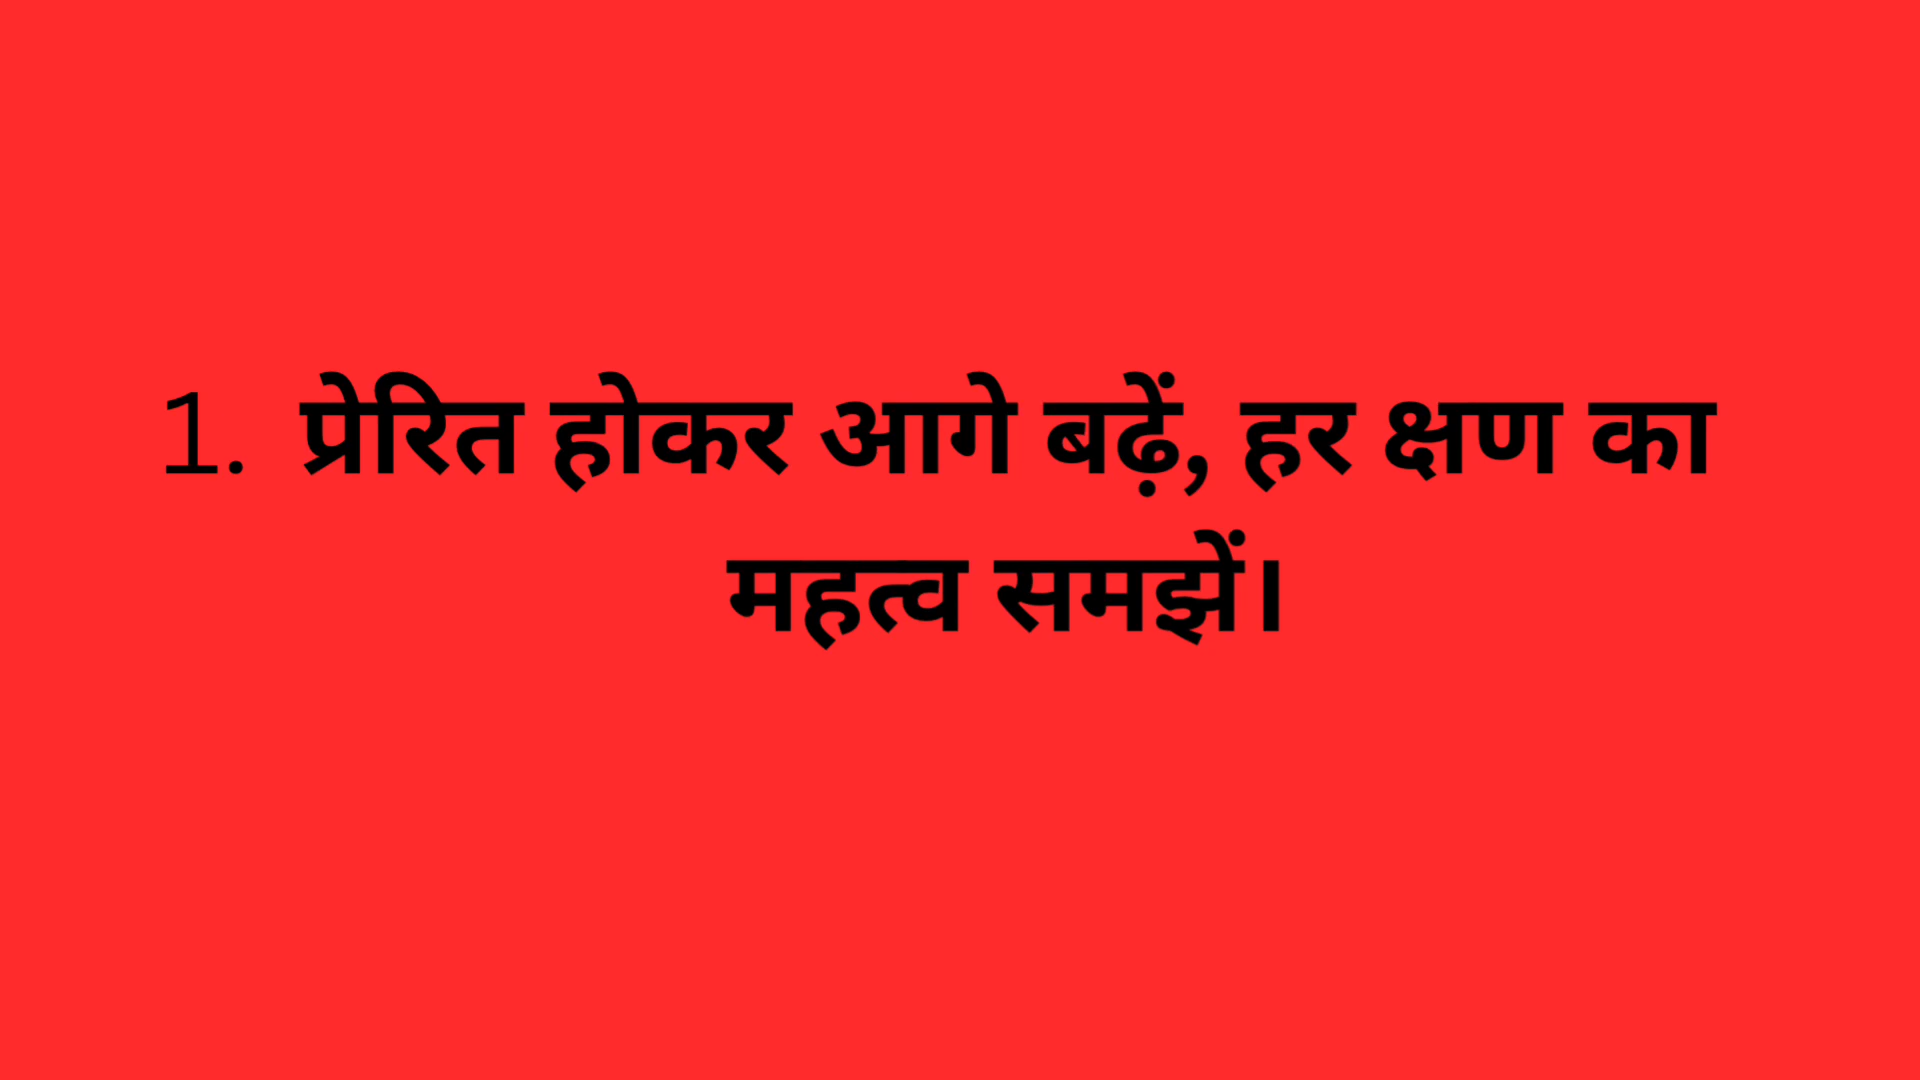 1. प्रेरित होकर आगे बढ़ें, हर क्षण का
महत्व समझें।